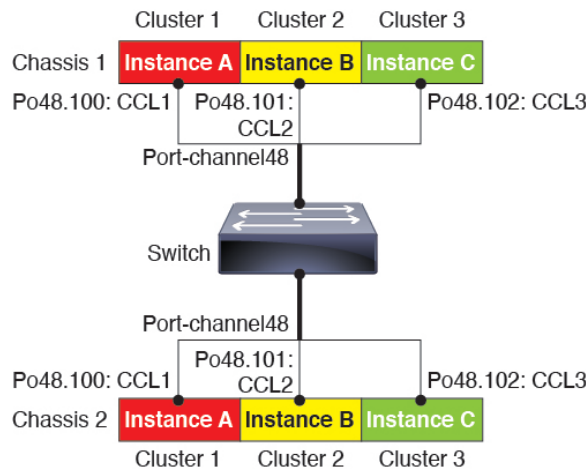 Cluster 1 Cluster 2 Cluster 3
Chassis 1 Instance A Instance B Instance C
Po48.100: CCL1 Po48.101: Po48.102: CCL3
CCL2
Port-channel48
Switch
Port-channel48
Po48.100: CCL1 Po48.101: Po48.102: CCL3
CCL2
Chassis 2 Instance A Instance B Instance C
Cluster 1 Cluster 2 Cluster 3